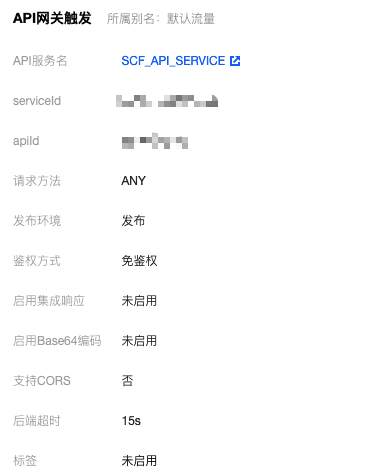 API网关触发 所属别名：默认流量
API服务名 SCF_API_SERVICE
serviceId
apiId
请求方法 ANY
发布环境 发布
鉴权方式 免鉴权
启用集成响应 未启用
启用Base64编码 未启用
支持CORS 否
后端超时 15s
标签 未启用